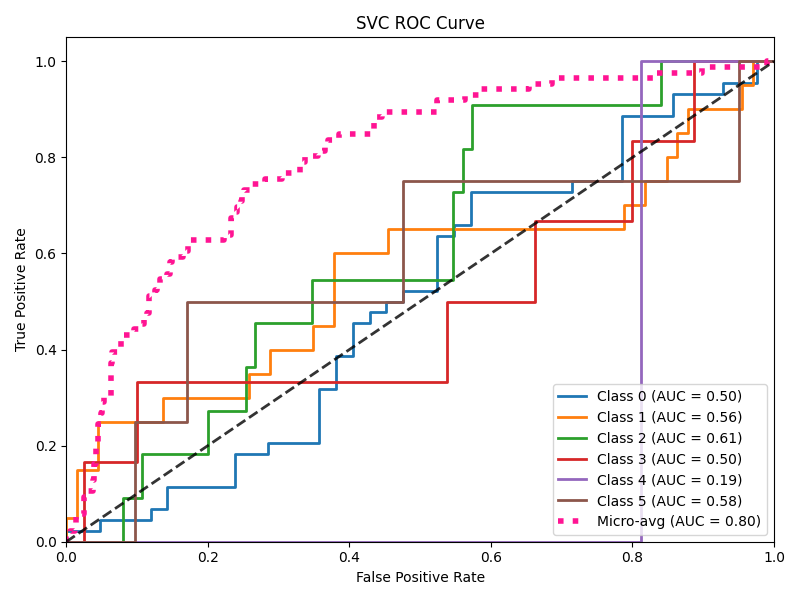 SVC ROC Curve
True Positive Rate
1.0
0.8
0.6
0.4
0.2
0.0
0.0 0.2 0.4 0.6 0.8 1.0
False Positive Rate
Class 0 (AUC = 0.50)
Class 1 (AUC = 0.56)
Class 2 (AUC = 0.61)
Class 3 (AUC = 0.50)
Class 4 (AUC = 0.19)
Class 5 (AUC = 0.58)
Micro-avg (AUC = 0.80)